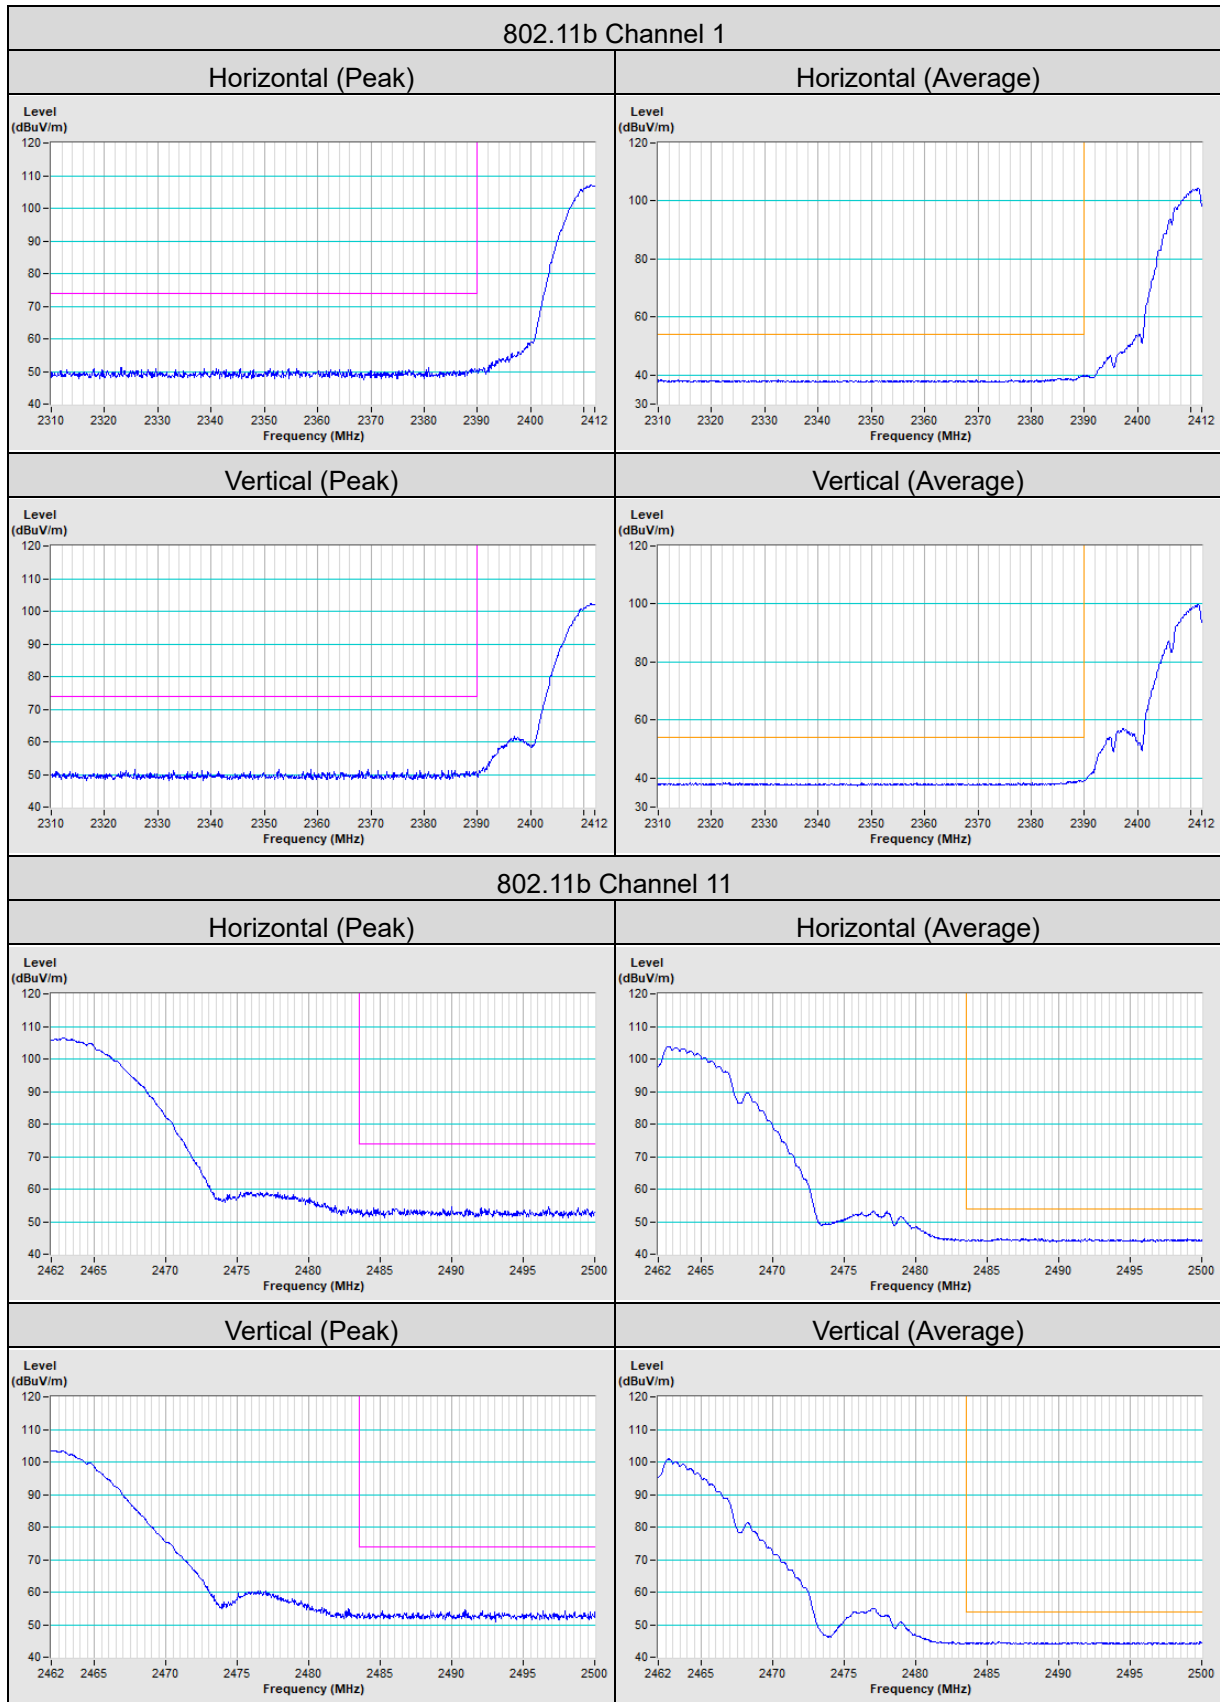 802.11b Channel 1
Horizontal (Peak)
Horizontal (Average)
Level
(dBuV/m)
120
110
100
90
80
70
60
50
40
2310 2320 2330 2340 2350 2360 2370 2380 2390 2400 2412
Frequency (MHz)
Level
(dBuV/m)
120
100
80
60
40
30
2310 2320 2330 2340 2350 2360 2370 2380 2390 2400 2412
Frequency (MHz)
Vertical (Peak)
Vertical (Average)
Level
(dBuV/m)
120
110
100
90
80
70
60
50
40
2310 2320 2330 2340 2350 2360 2370 2380 2390 2400 2412
Frequency (MHz)
Level
(dBuV/m)
120
100
80
60
40
30
2310 2320 2330 2340 2350 2360 2370 2380 2390 2400 2412
Frequency (MHz)
802.11b Channel 11
Horizontal (Peak)
Horizontal (Average)
Level
(dBuV/m)
120
110
100
90
80
70
60
50
40
2462 2465 2470 2475 2480 2485 2490 2495 2500
Frequency (MHz)
Level
(dBuV/m)
120
110
100
90
80
70
60
50
40
2462 2465 2470 2475 2480 2485 2490 2495 2500
Frequency (MHz)
Vertical (Peak)
Vertical (Average)
Level
(dBuV/m)
120
110
100
90
80
70
60
50
40
2462 2465 2470 2475 2480 2485 2490 2495 2500
Frequency (MHz)
Level
(dBuV/m)
120
110
100
90
80
70
60
50
40
2462 2465 2470 2475 2480 2485 2490 2495 2500
Frequency (MHz)